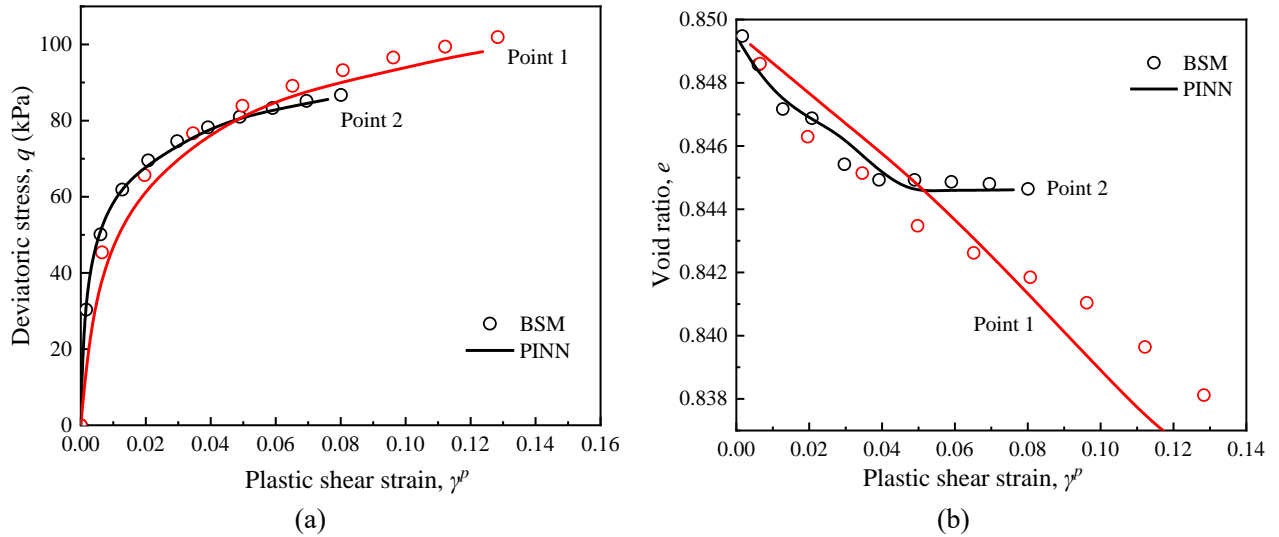 100
80
60
40
20
0
Deviatoric stress, q (kPa)
Point 1
Point 2
BSM
PINN
0.00 0.02 0.04 0.06 0.08 0.10 0.12 0.14 0.16
Plastic shear strain, γᵖ
(a)
0.850
0.848
0.846
0.844
0.842
0.840
0.838
Void ratio, e
BSM
PINN
Point 2
Point 1
0.00 0.02 0.04 0.06 0.08 0.10 0.12 0.14
Plastic shear strain, γᵖ
(b)